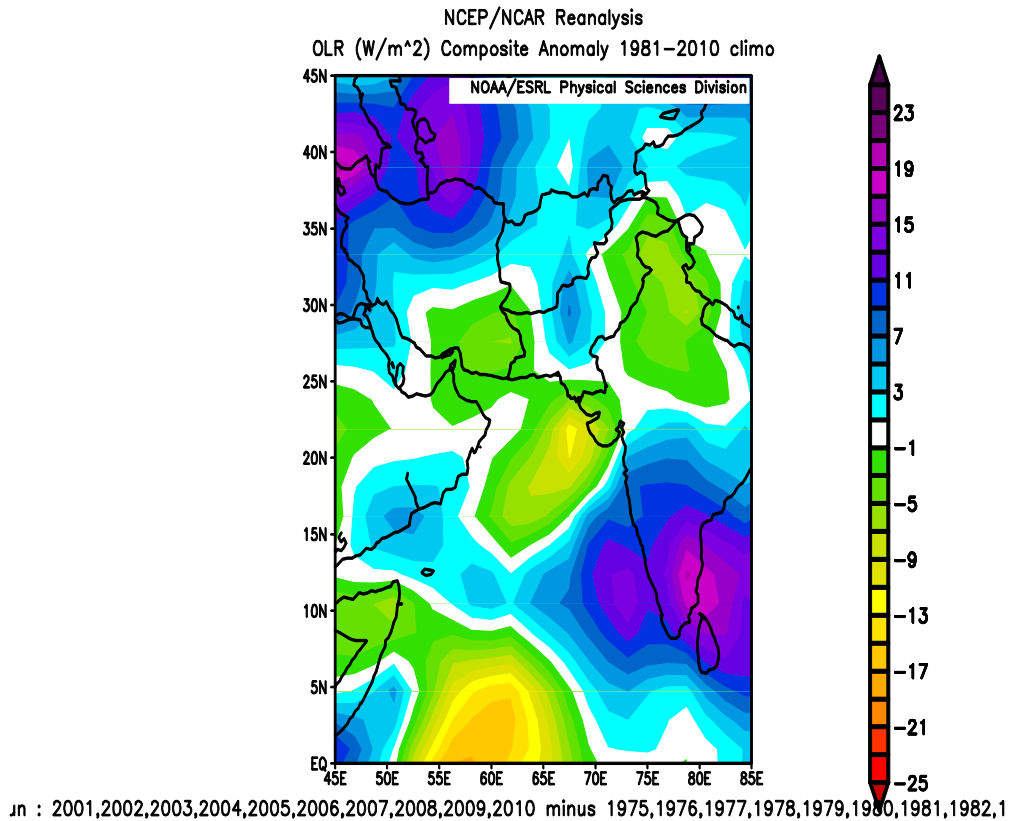 NCEP/NCAR Reanalysis
OLR (W/m^2) Composite Anomaly 1981-2010 climo
NOAA/ESRL Physical Sciences Division
45N
40N
35N
30N
25N
20N
15N
10N
5N
EQ
45E 50E 55E 60E 65E 70E 75E 80E 85E
23
19
15
11
7
3
-1
-5
-9
-13
-17
-21
-25
un : 2001,2002,2003,2004,2005,2006,2007,2008,2009,2010 minus 1975,1976,1977,1978,1979,1980,1981,1982,1